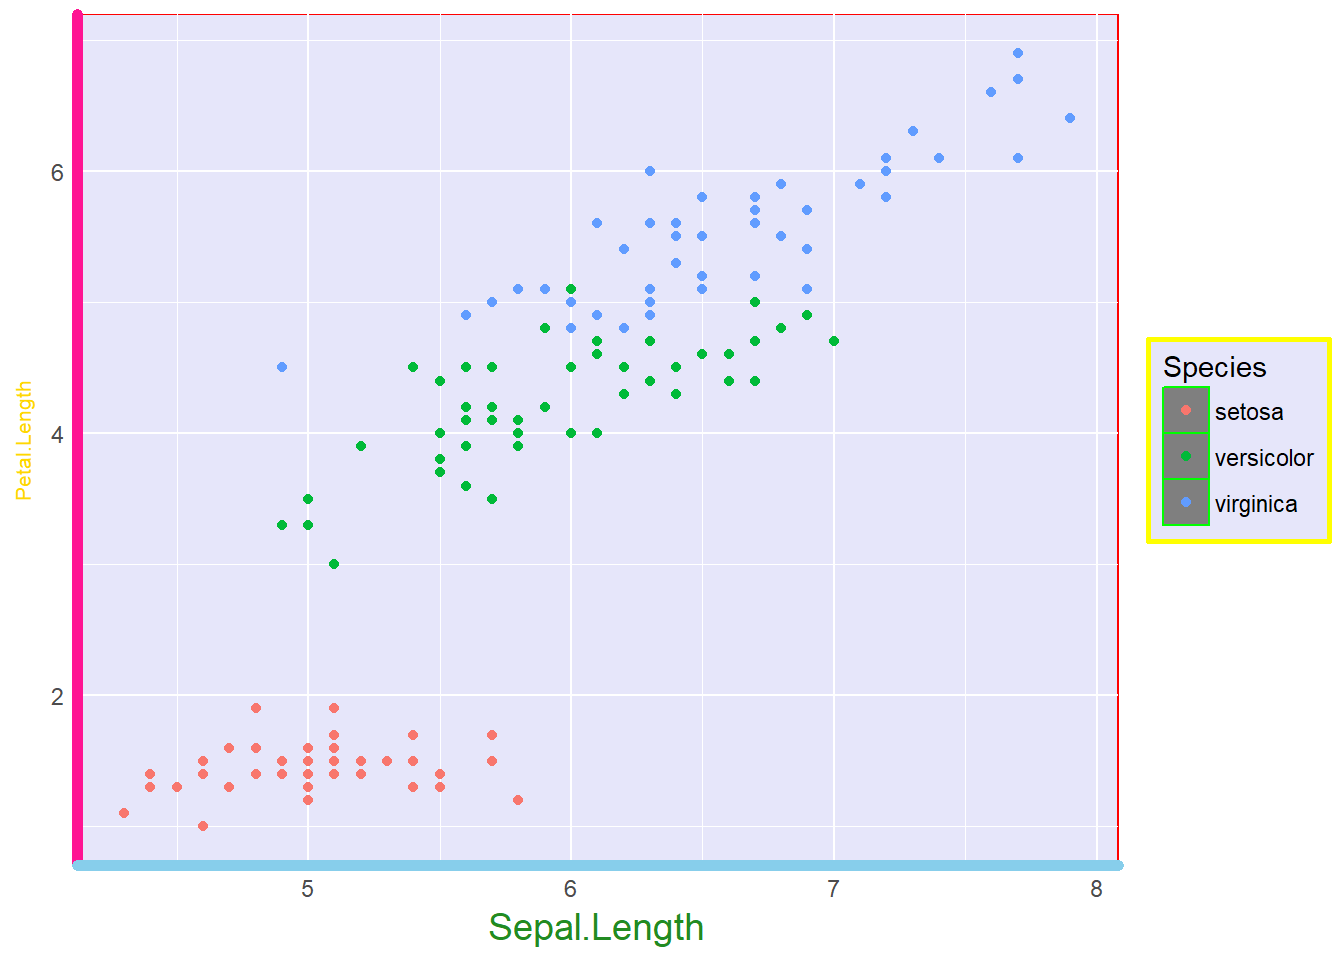 6
4
2
Petal.Length
5 6 7 8
Sepal.Length
Species
setosa
versicolor
virginica